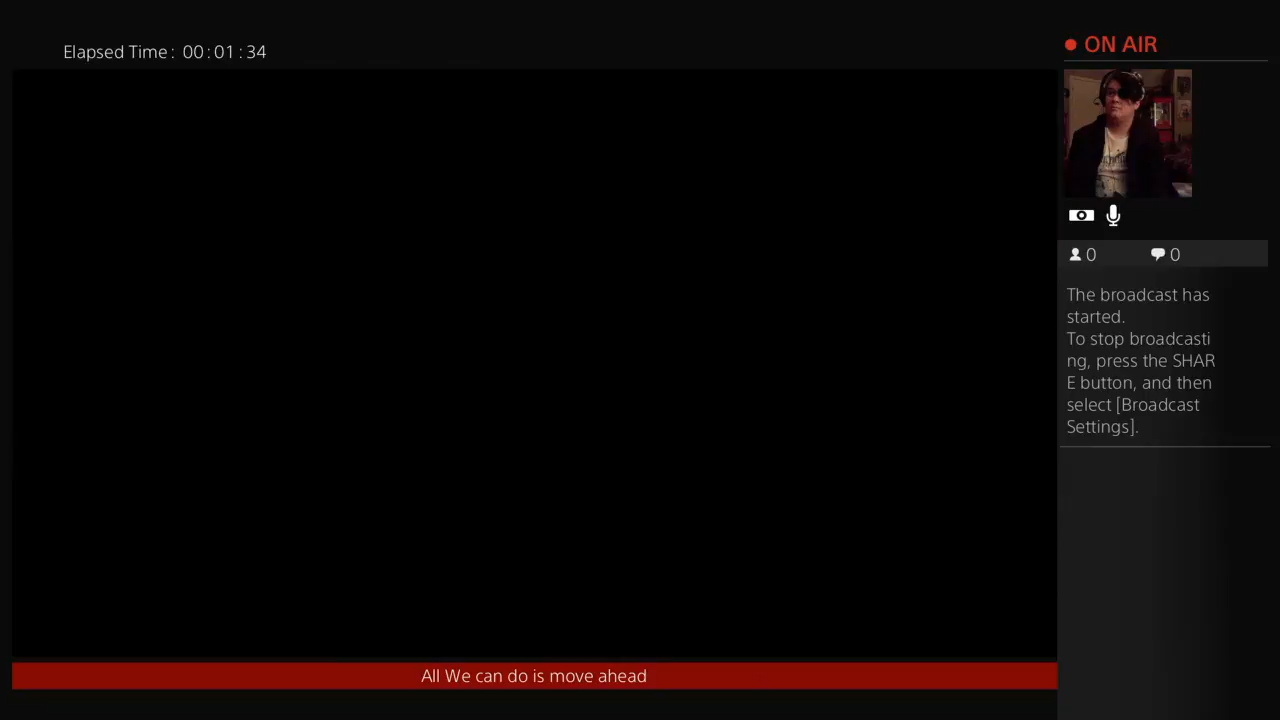 Elapsed Time: 00:01:34
ON AIR
0 0
The broadcast has
started.
To stop broadcasti
ng, press the SHAR
E button, and then
select [Broadcast
Settings].
All We can do is move ahead